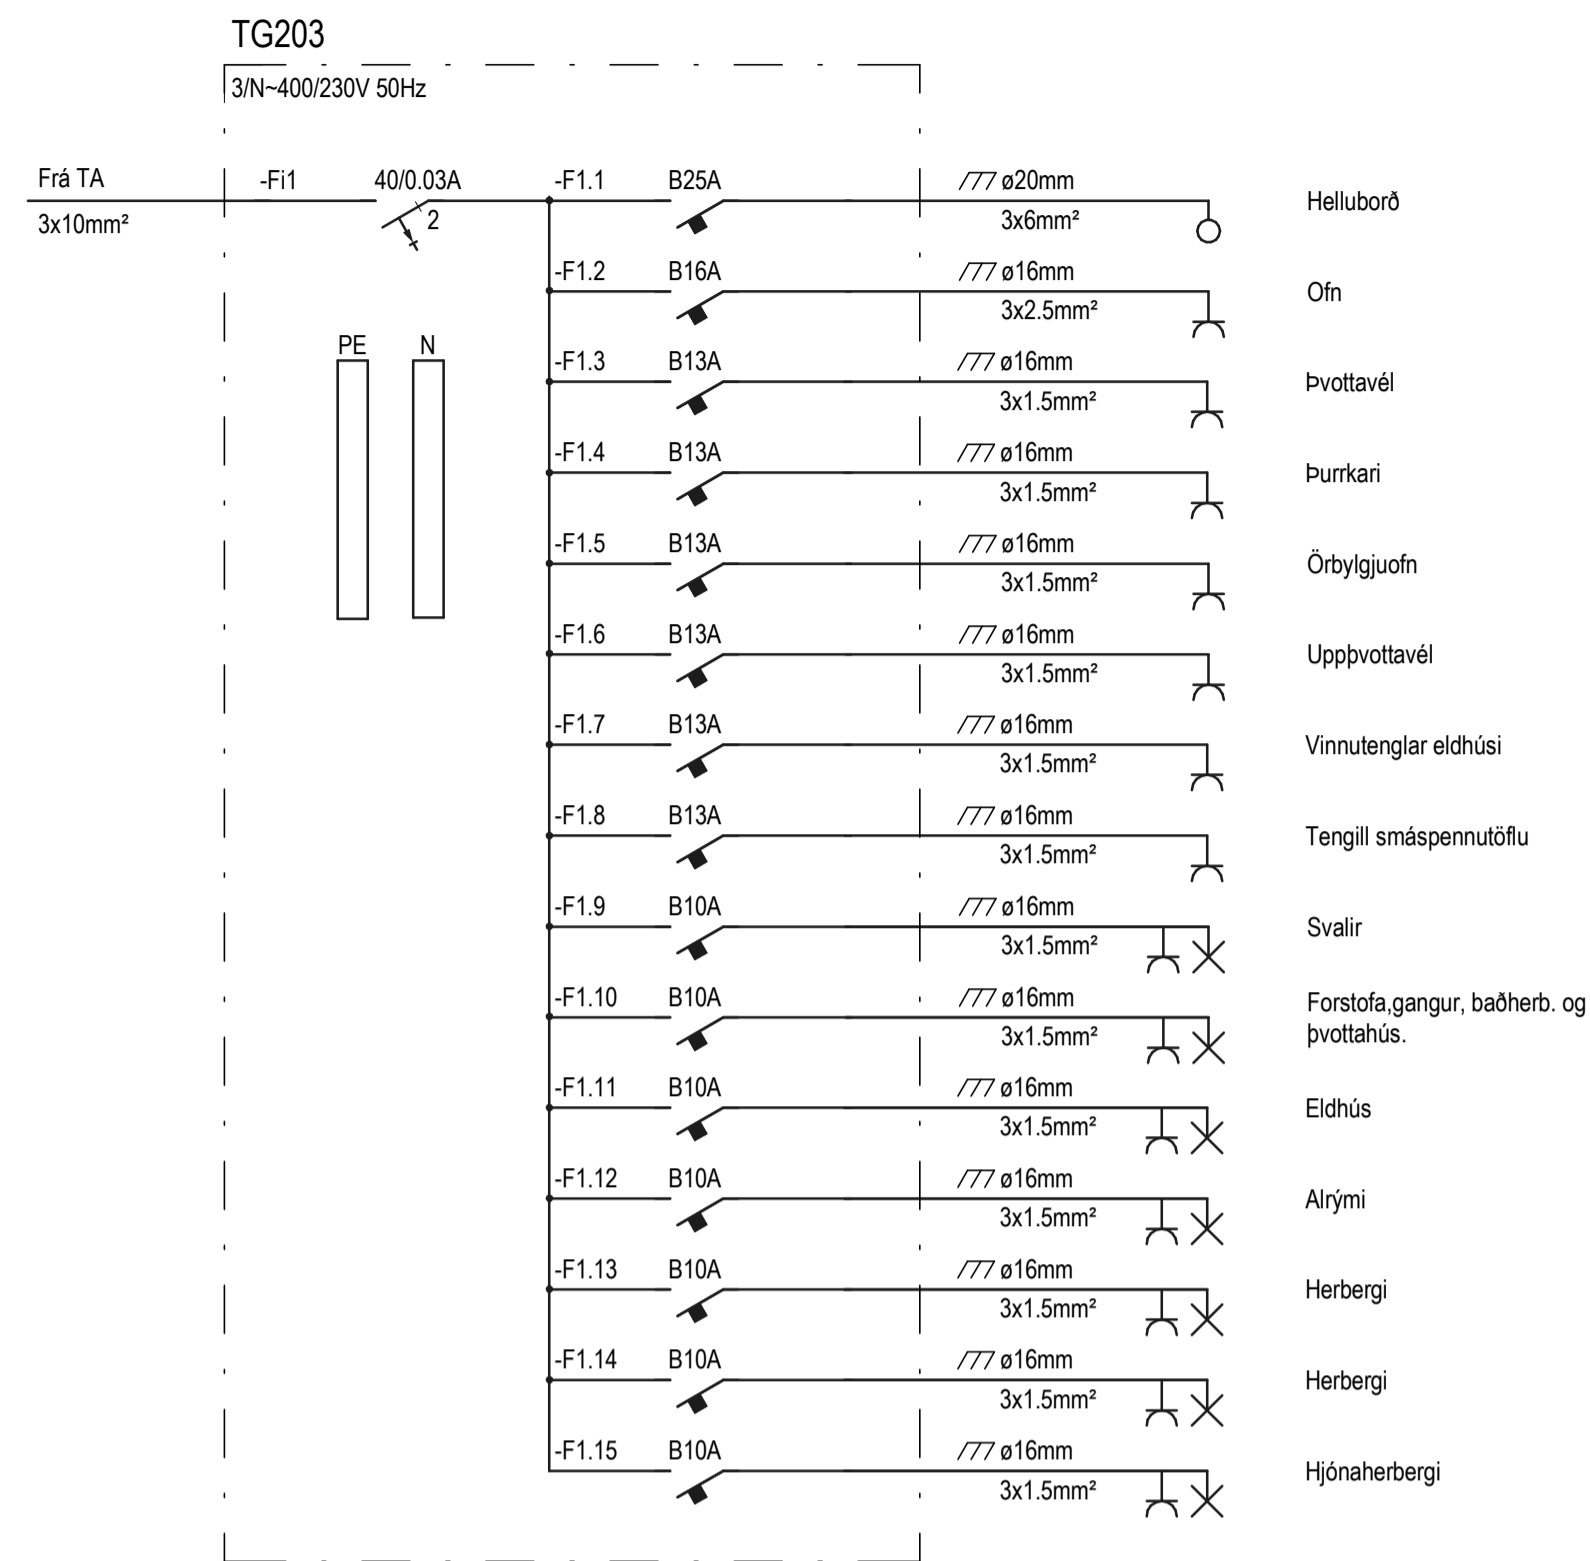 TG203
3/N~400/230V 50Hz
Frá TA
3x10mm²
-Fi1 40/0.03A
2
PE N
-F1.1 B25A ø20mm
3x6mm²
Helluborð
-F1.2 B16A ø16mm
3x2.5mm²
Ofn
-F1.3 B13A ø16mm
3x1.5mm²
Þvottavél
-F1.4 B13A ø16mm
3x1.5mm²
Þurrkari
-F1.5 B13A ø16mm
3x1.5mm²
Örbylgjuofn
-F1.6 B13A ø16mm
3x1.5mm²
Uppþvottavél
-F1.7 B13A ø16mm
3x1.5mm²
Vinnutenglar eldhúsi
-F1.8 B13A ø16mm
3x1.5mm²
Tengill smáspennutöflu
-F1.9 B10A ø16mm
3x1.5mm²
Svalir
-F1.10 B10A ø16mm
3x1.5mm²
Forstofa,gangur, baðherb. og
þvottahús.
-F1.11 B10A ø16mm
3x1.5mm²
Eldhús
-F1.12 B10A ø16mm
3x1.5mm²
Alrými
-F1.13 B10A ø16mm
3x1.5mm²
Herbergi
-F1.14 B10A ø16mm
3x1.5mm²
Herbergi
-F1.15 B10A ø16mm
3x1.5mm²
Hjónaherbergi